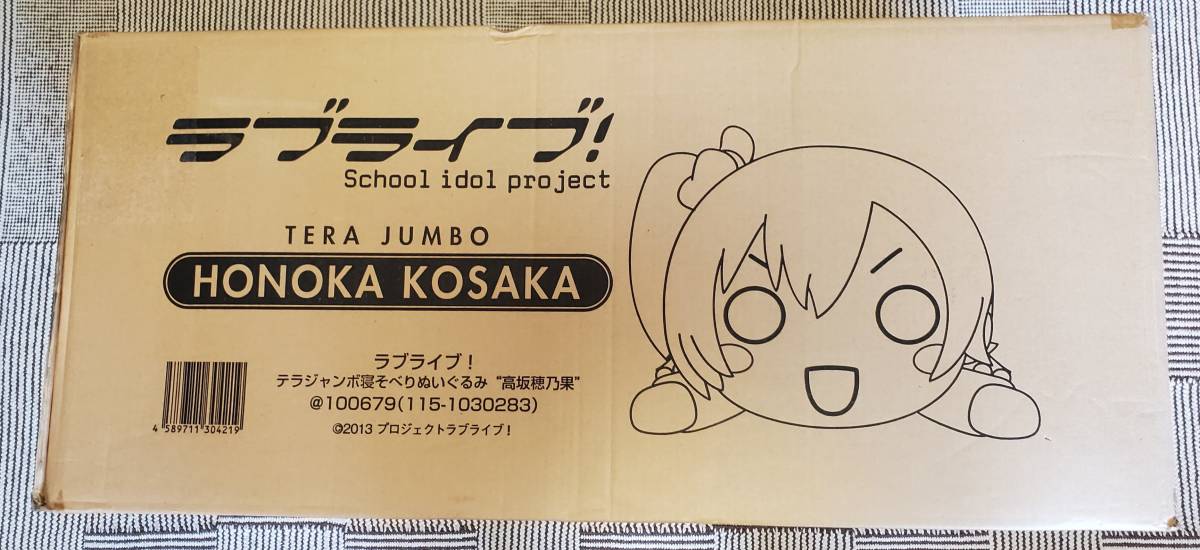 ラブライブ!
School idol project
TERA JUMBO
HONOKA KOSAKA
ラブライブ!
テラジャンボ寝そべりぬいぐるみ “高坂穂乃果”
@100679(115-1030283)
©2013 プロジェクトラブライブ!
4 589711 304219